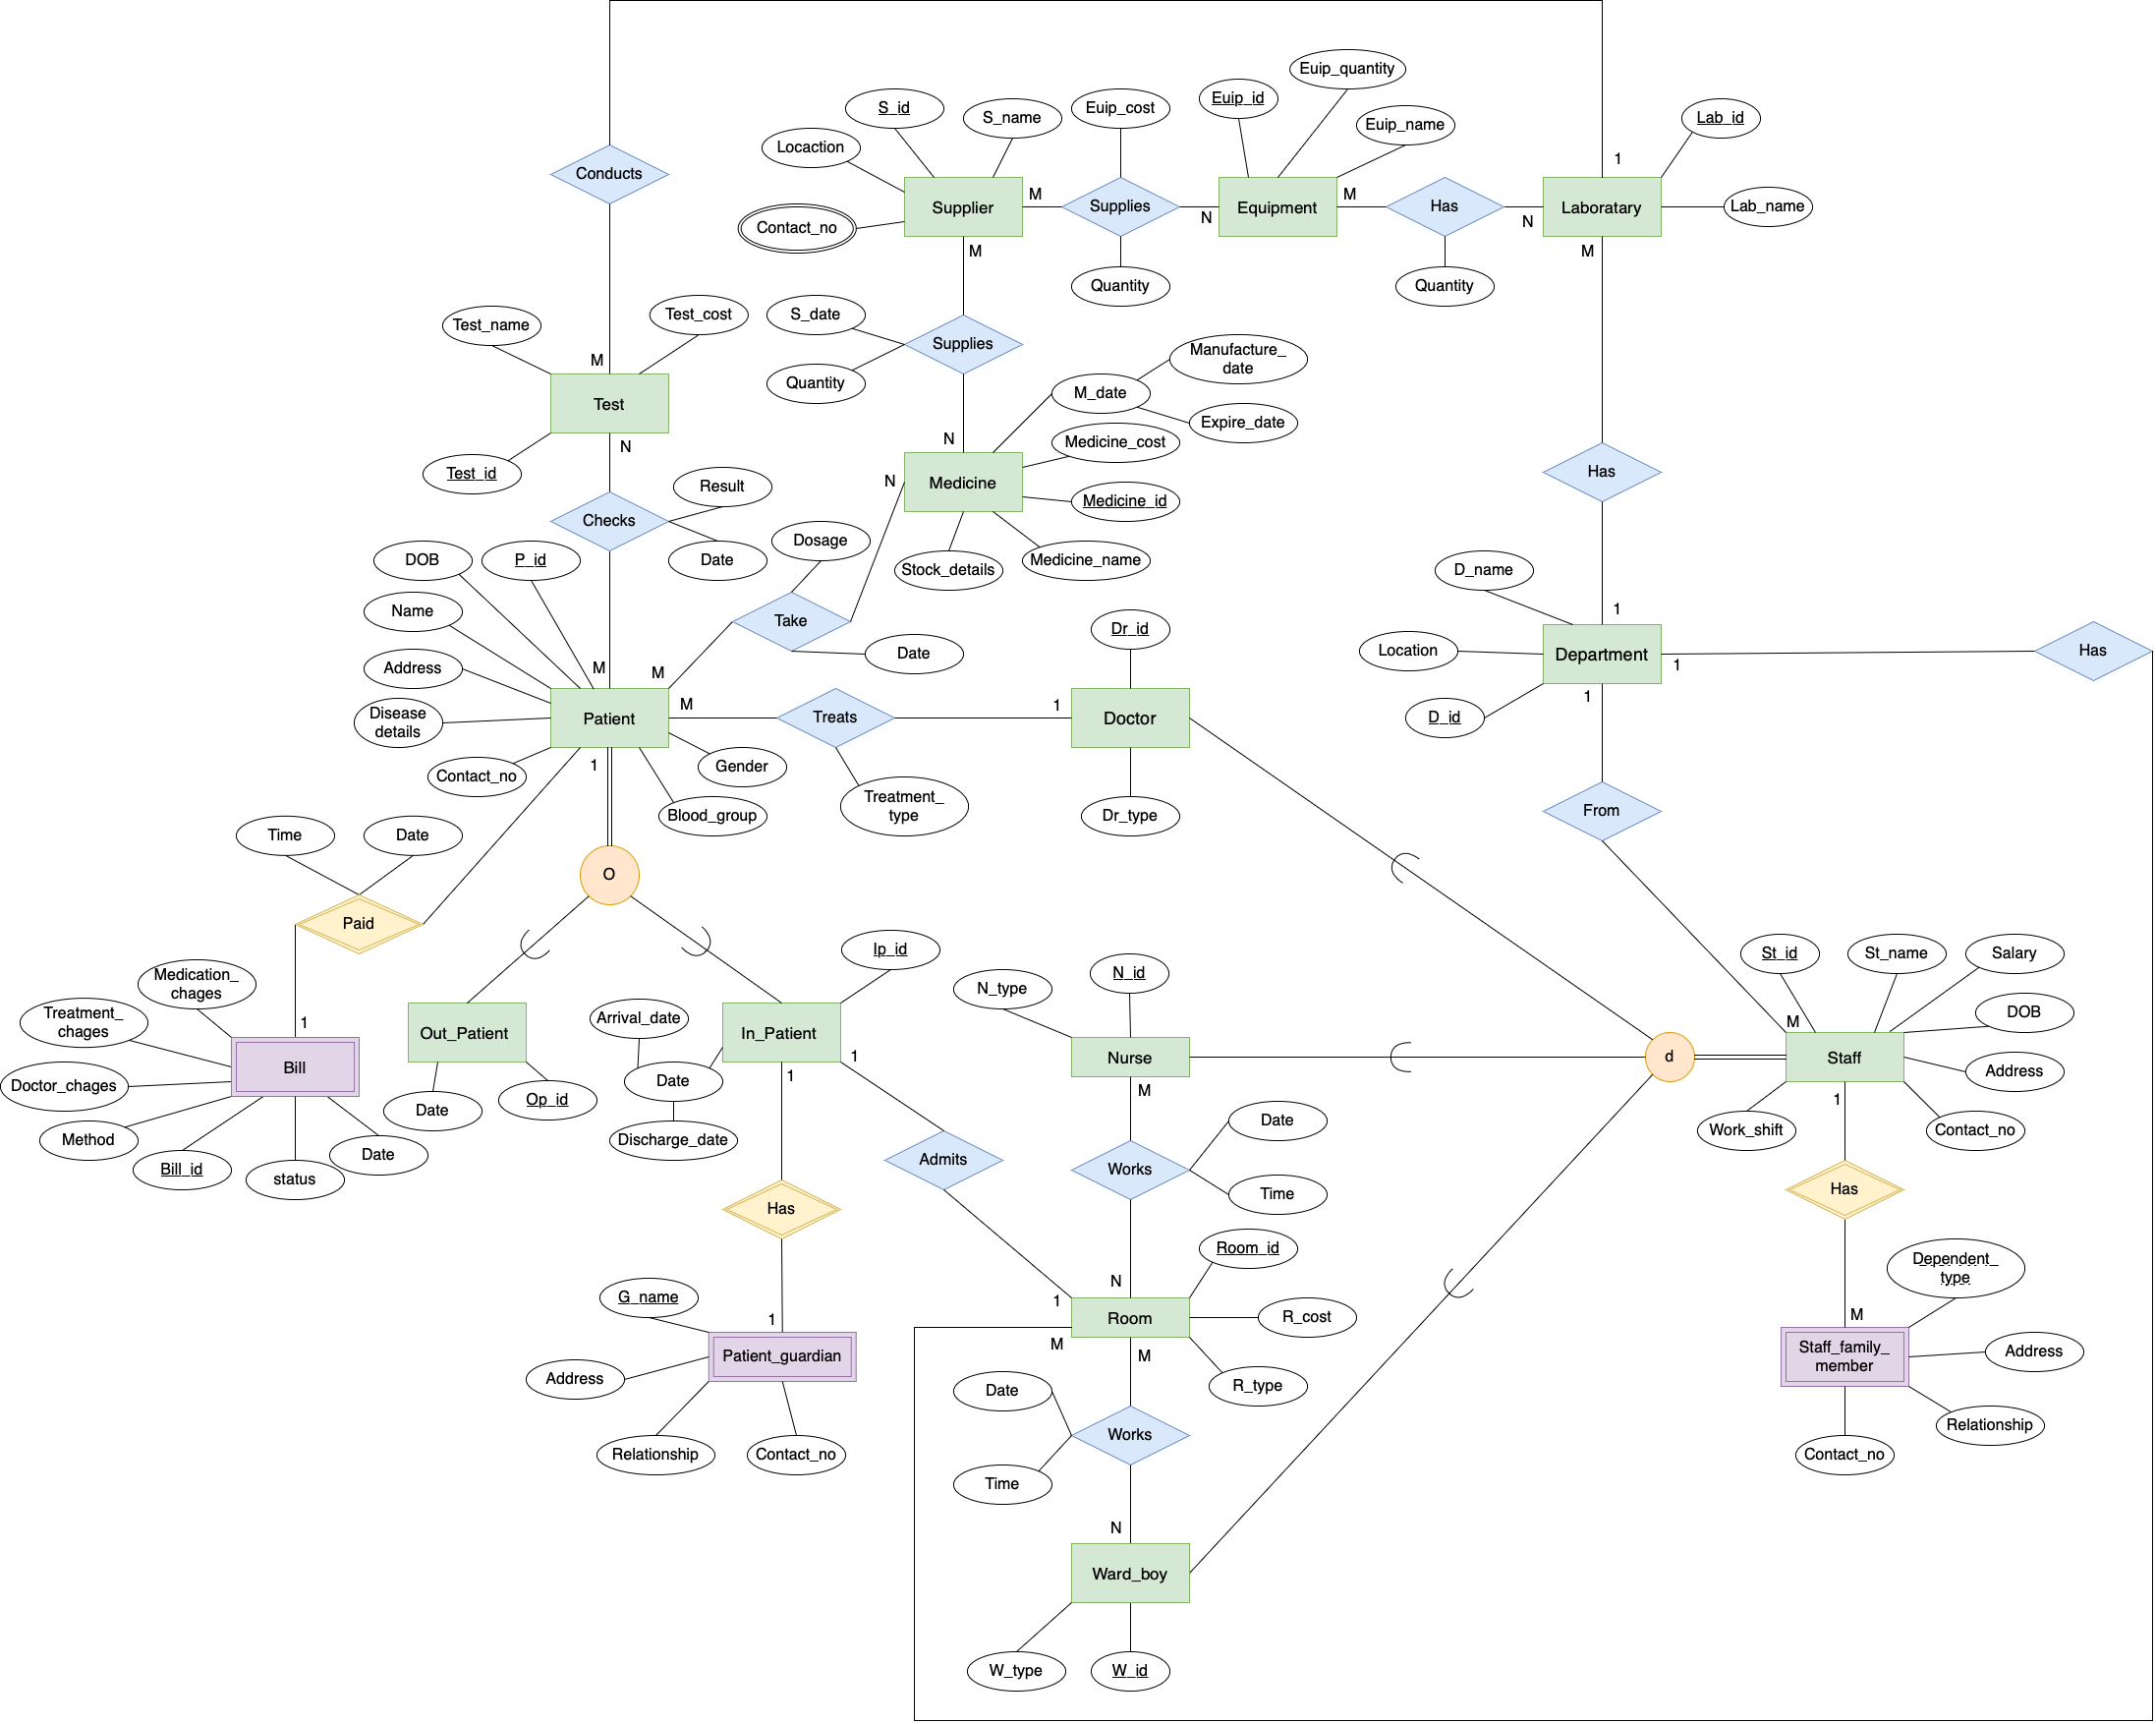 Euip_quantity
Euip_id
S_id
Euip_cost
S_name
Lab_id
Euip_name
Locaction
1
Conducts
M
M
Supplier
Supplies
Equipment
Has
Laboratary
Lab_name
N
N
Contact_no
M
M
Quantity
Quantity
S_date
Test_cost
Test_name
Supplies
Manufacture_
date
M
Quantity
M_date
Test
Expire_date
N
Medicine_cost
N
Test_id
Has
N
Medicine
Result
Medicine_id
Checks
Dosage
DOB
P_id
Date
Medicine_name
Stock_details
D_name
Name
1
Take
Dr_id
Location
Department
Has
Date
1
Address
M
M
1
M
1
Disease
details
Patient
Treats
Doctor
D_id
1
Gender
Contact_no
Treatment_
type
Blood_group
Dr_type
From
Time
Date
O
Paid
Ip_id
St_id
St_name
Salary
Medication_
chages
N_type
N_id
Treatment_
chages
1
Arrival_date
M
DOB
Out_Patient
In_Patient
1
Bill
Nurse
d
Staff
Doctor_chages
Date
1
M
1
Address
Date
Op_id
Date
Method
Discharge_date
Work_shift
Contact_no
Date
Bill_id
status
Admits
Works
Has
Time
Has
Room_id
Dependent_
type
G_name
1
N
1
Room
R_cost
M
M
M
Patient_guardian
Staff_family_
member
Address
Address
Date
R_type
Relationship
Works
Relationship
Contact_no
Contact_no
Time
N
Ward_boy
W_type
W_id